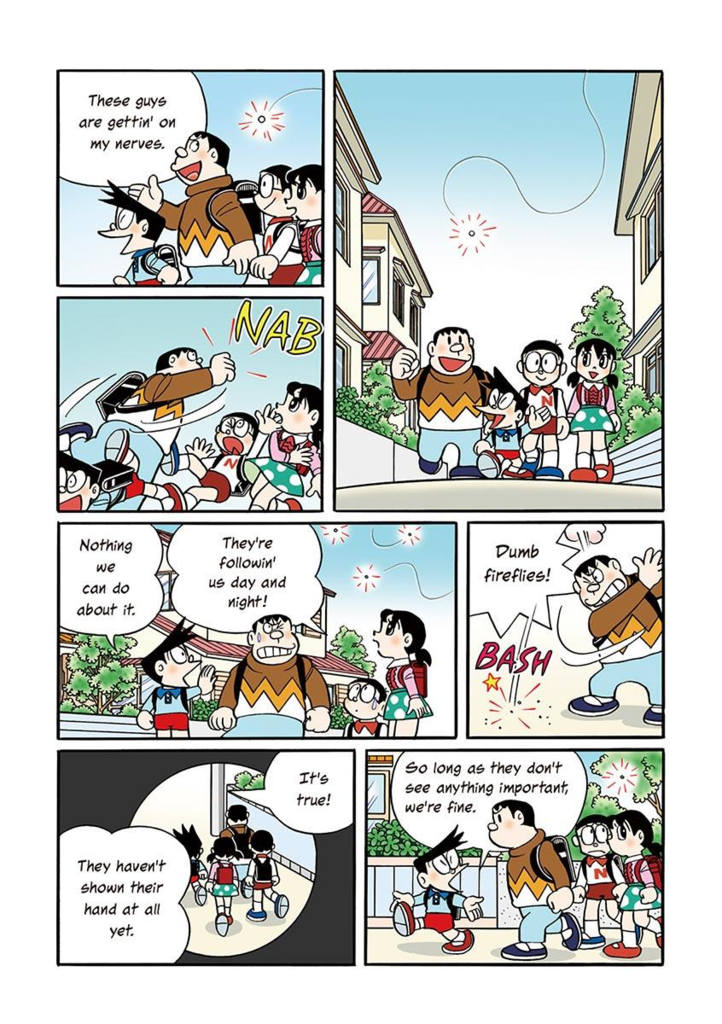 N
These guys
are gettin' on
my nerves.
N
NAB
N
Dumb
fireflies!
BASH
They're
followin'
us day and
night!
Nothing
we
can do
about it.
So long as they don't
see anything important,
we're fine.
N
It's
true!
They haven't
shown their
hand at all
yet.